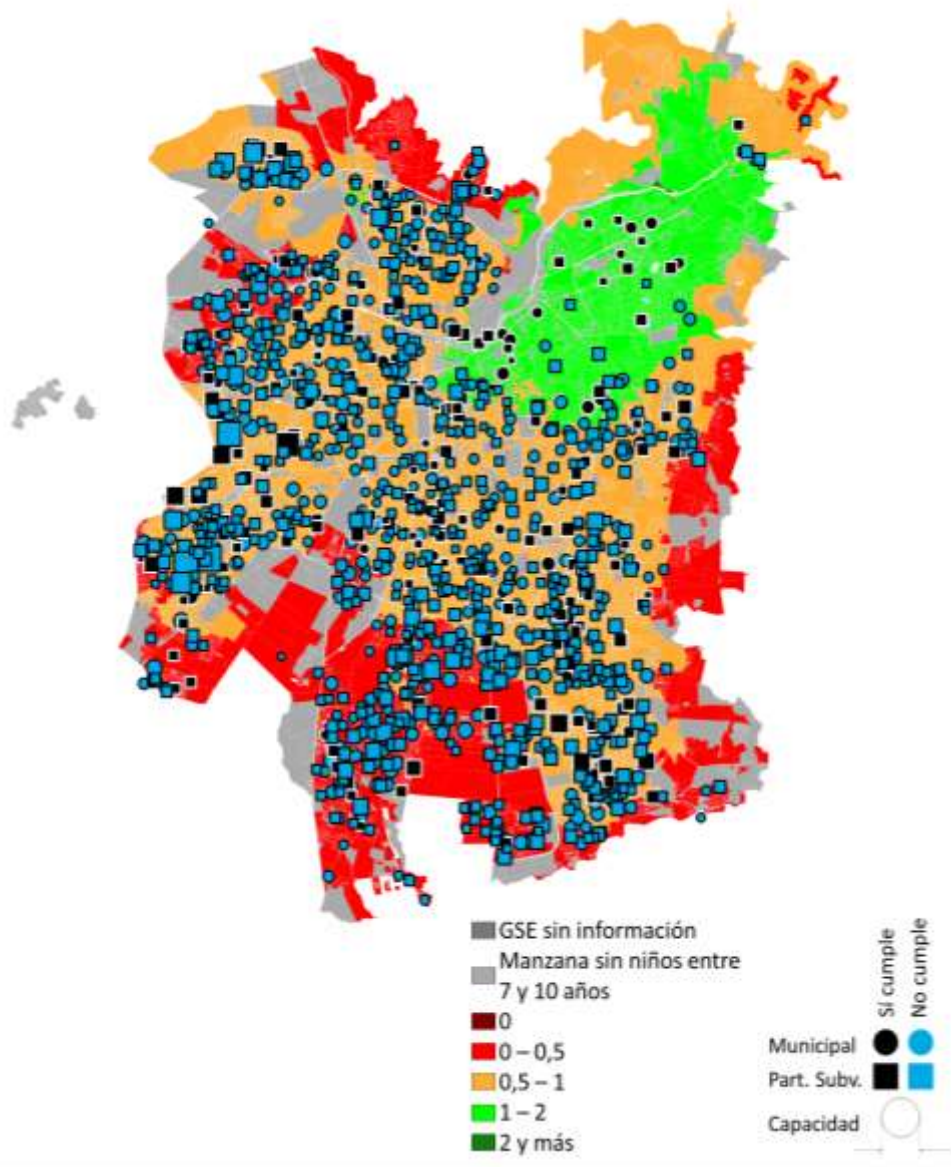 GSE sin información
Manzana sin niños entre
7 y 10 años
0
0 – 0,5
0,5 – 1
1 – 2
2 y más
Sí cumple
No cumple
Municipal
Part. Subv.
Capacidad